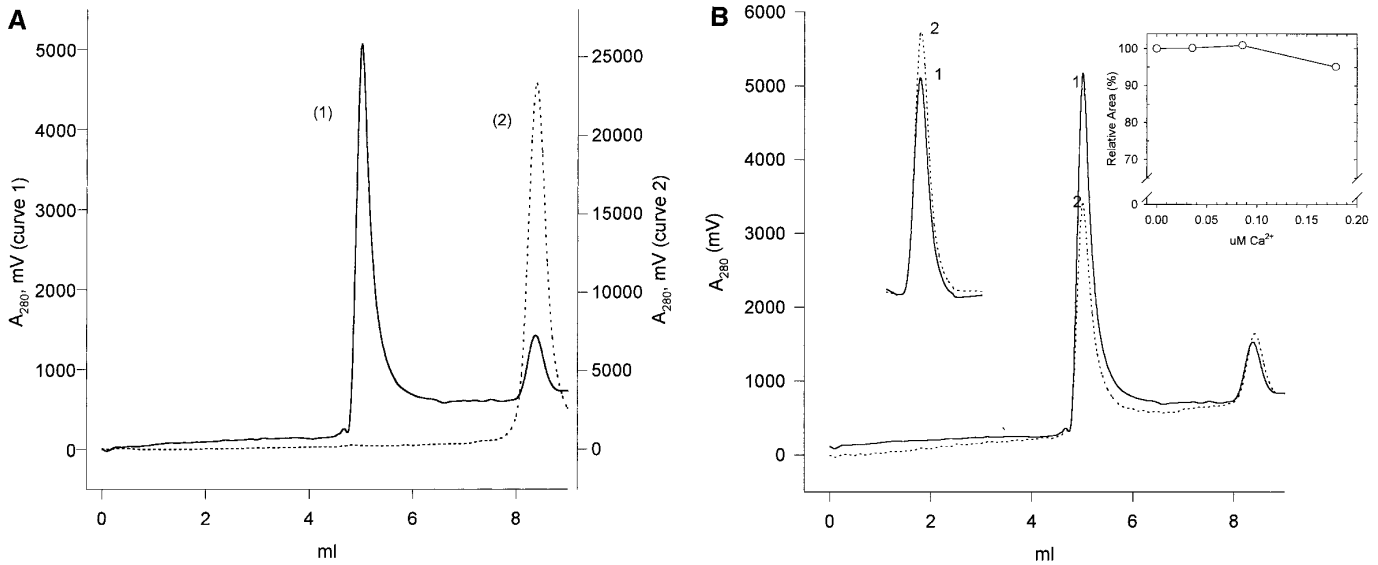 A
5000
4000
3000
2000
1000
0
A280, mV (curve 1)
(1)
(2)
25000
20000
15000
10000
5000
0
A280, mV (curve 2)
0 2 4 6 8
ml
B
6000
5000
4000
3000
2000
1000
0
A280 (mV)
2
1
1
2
100
90
80
70
0
Relative Area (%)
0.00 0.05 0.10 0.15 0.20
uM Ca2+
0 2 4 6 8
ml